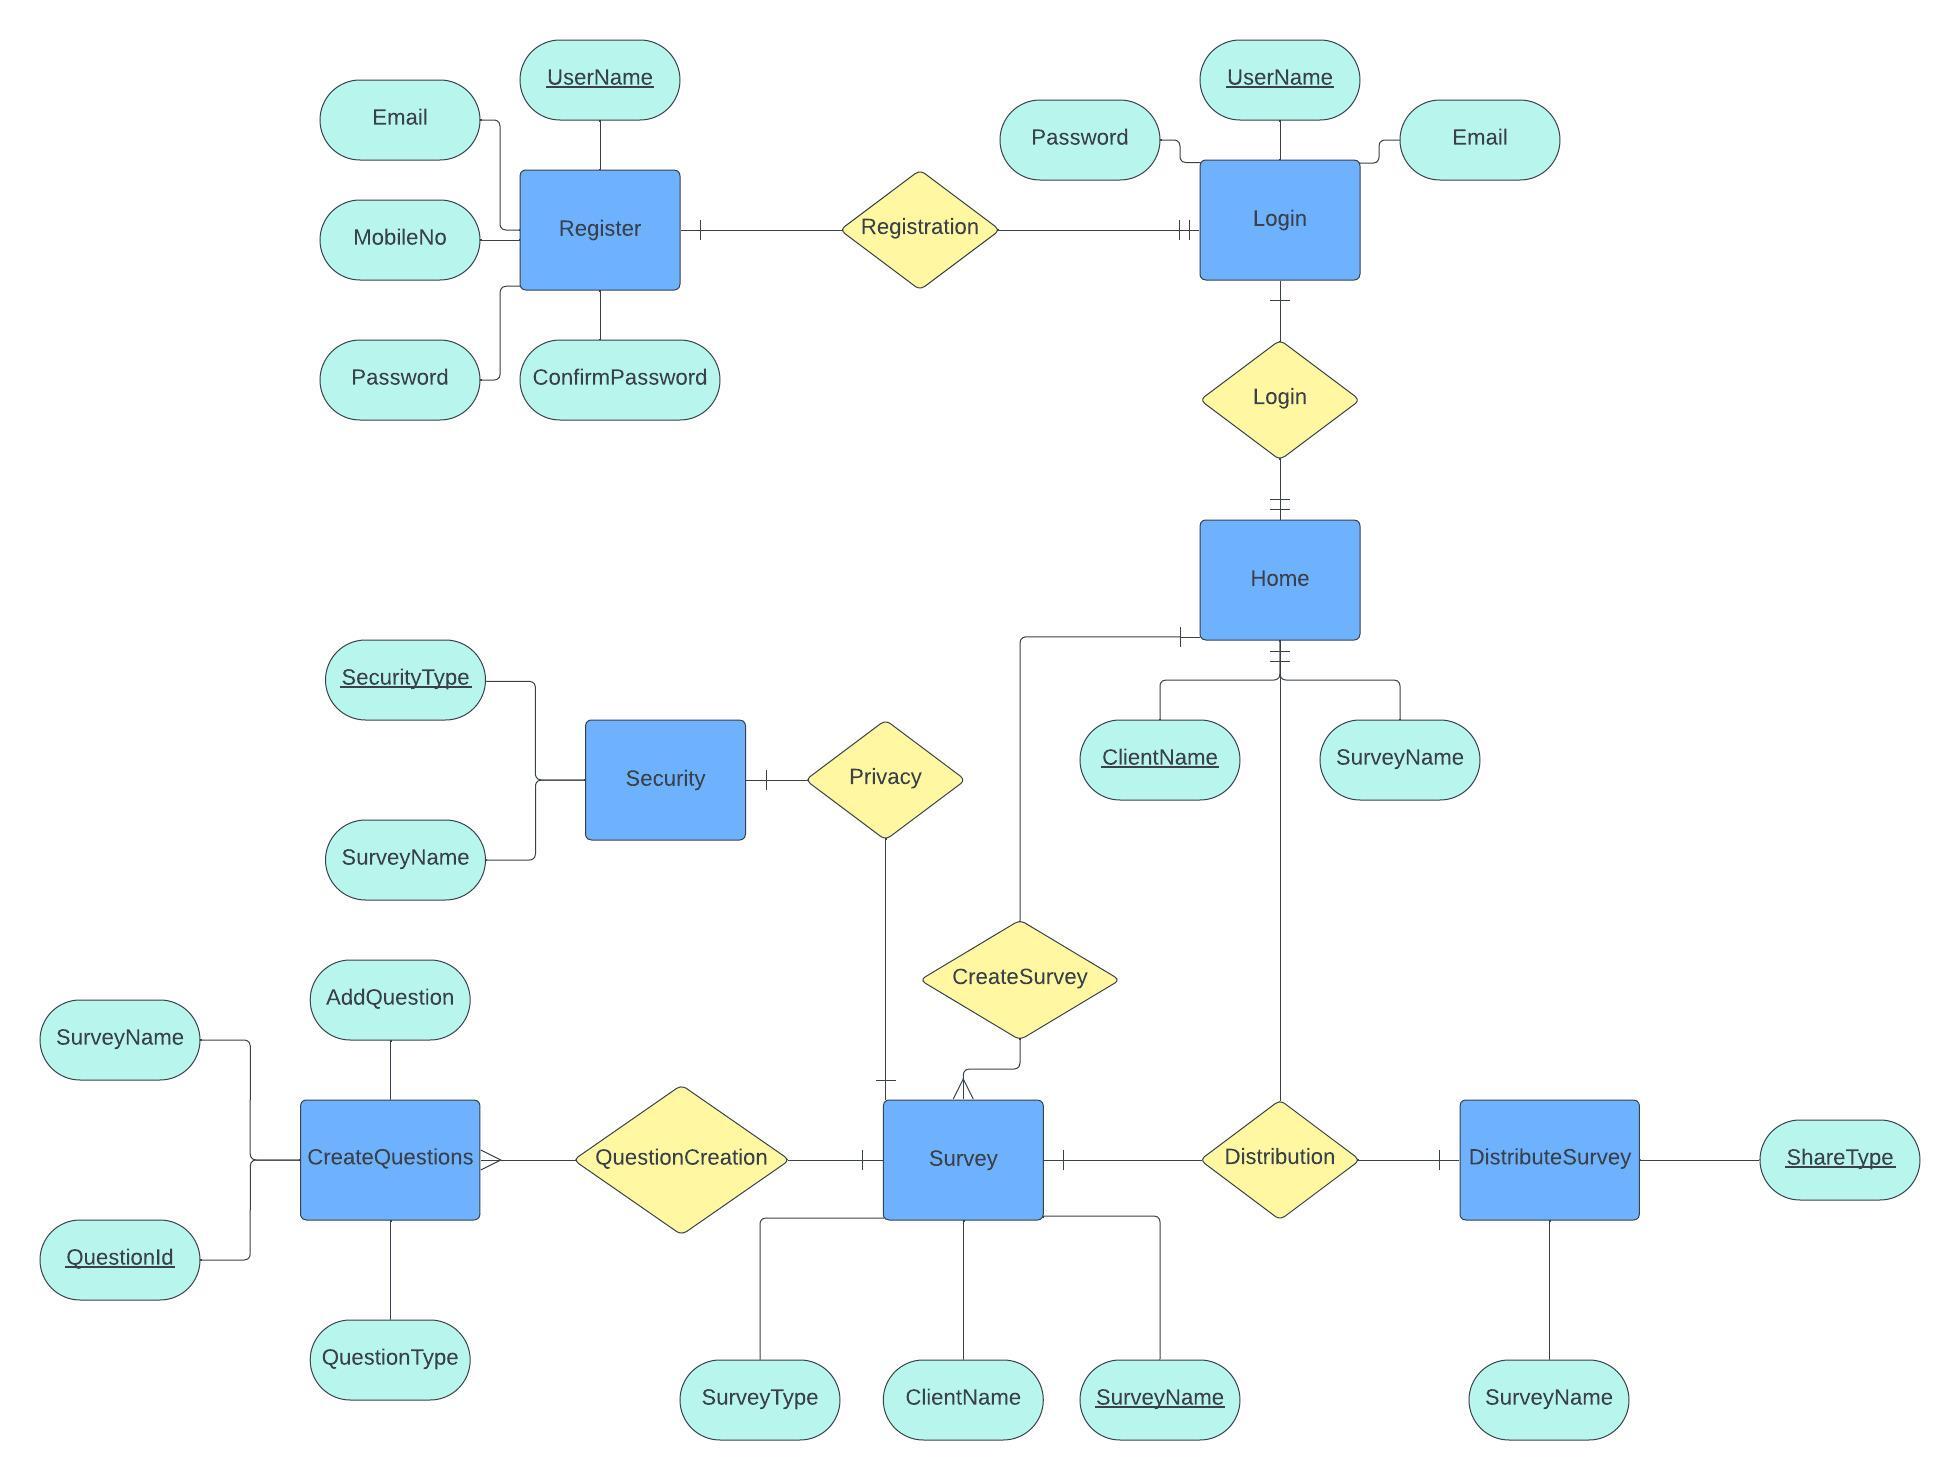 UserName
UserName
Email
Password
Email
Register
Registration
Login
MobileNo
Password
ConfirmPassword
Login
Home
SecurityType
Security
Privacy
ClientName
SurveyName
SurveyName
CreateSurvey
AddQuestion
SurveyName
CreateQuestions
QuestionCreation
Survey
Distribution
DistributeSurvey
ShareType
QuestionId
QuestionType
SurveyType
ClientName
SurveyName
SurveyName